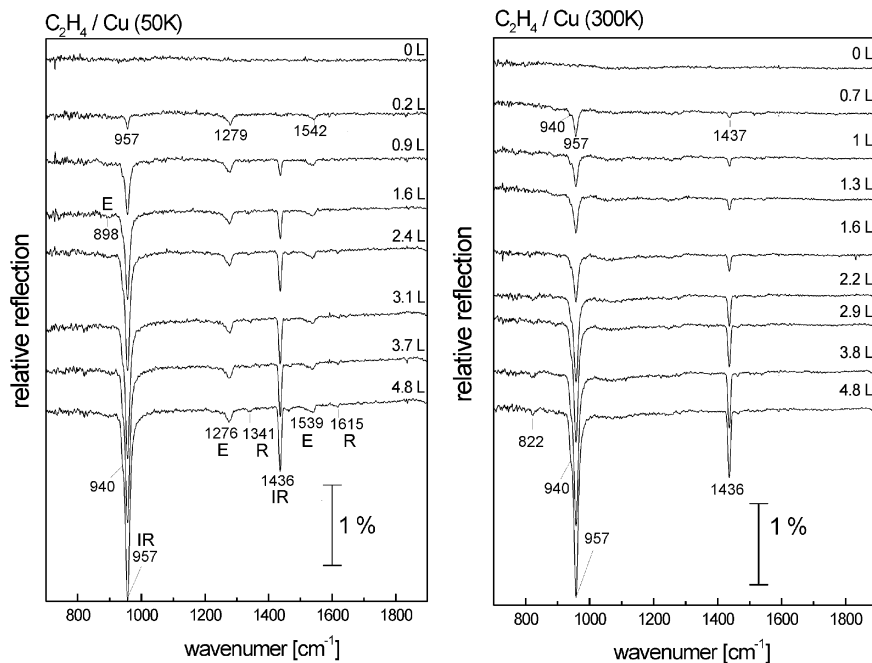 C2H4 / Cu (50K)
0 L
0.2 L
957
1279
1542
0.9 L
E
898
1.6 L
2.4 L
3.1 L
3.7 L
4.8 L
1276
E
1341
R
1539
E
1615
R
940
1436
IR
1 %
IR
957
relative reflection
800 1000 1200 1400 1600 1800
wavenumer [cm-1]
C2H4 / Cu (300K)
0 L
0.7 L
940
957
1437
1 L
1.3 L
1.6 L
2.2 L
2.9 L
3.8 L
4.8 L
822
940
1436
1 %
957
relative reflection
800 1000 1200 1400 1600 1800
wavenumer [cm-1]